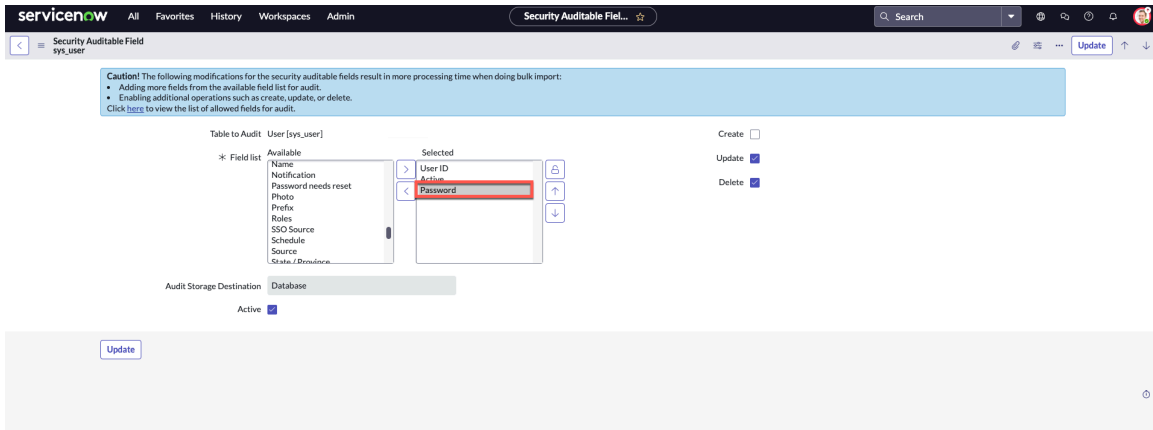 servicenow All Favorites History Workspaces Admin Security Auditable Fiel... Search
Security Auditable Field
sys_user
Update
Caution! The following modifications for the security auditable fields result in more processing time when doing bulk import:
• Adding more fields from the available field list for audit.
• Enabling additional operations such as create, update, or delete.
Click here to view the list of allowed fields for audit.
Table to Audit User [sys_user]
Create
Field list
Available
Selected
Update
Delete
Name
Notification
Password needs reset
Photo
Prefix
Roles
SSO Source
Schedule
Source
State / Province
User ID
Active
Password
Audit Storage Destination Database
Active
Update